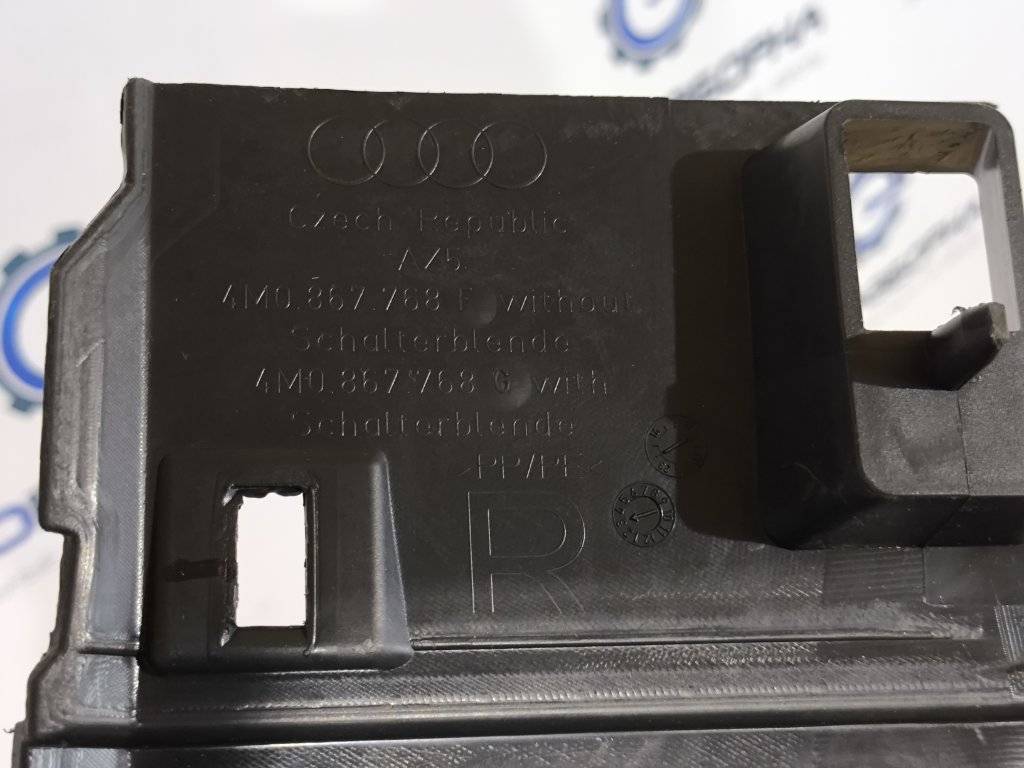 Czech Republic
AZ5
4M0.867.768 F without
Schalterblende
4M0.867.768 G with
Schalterblende
>PP/PE<
R